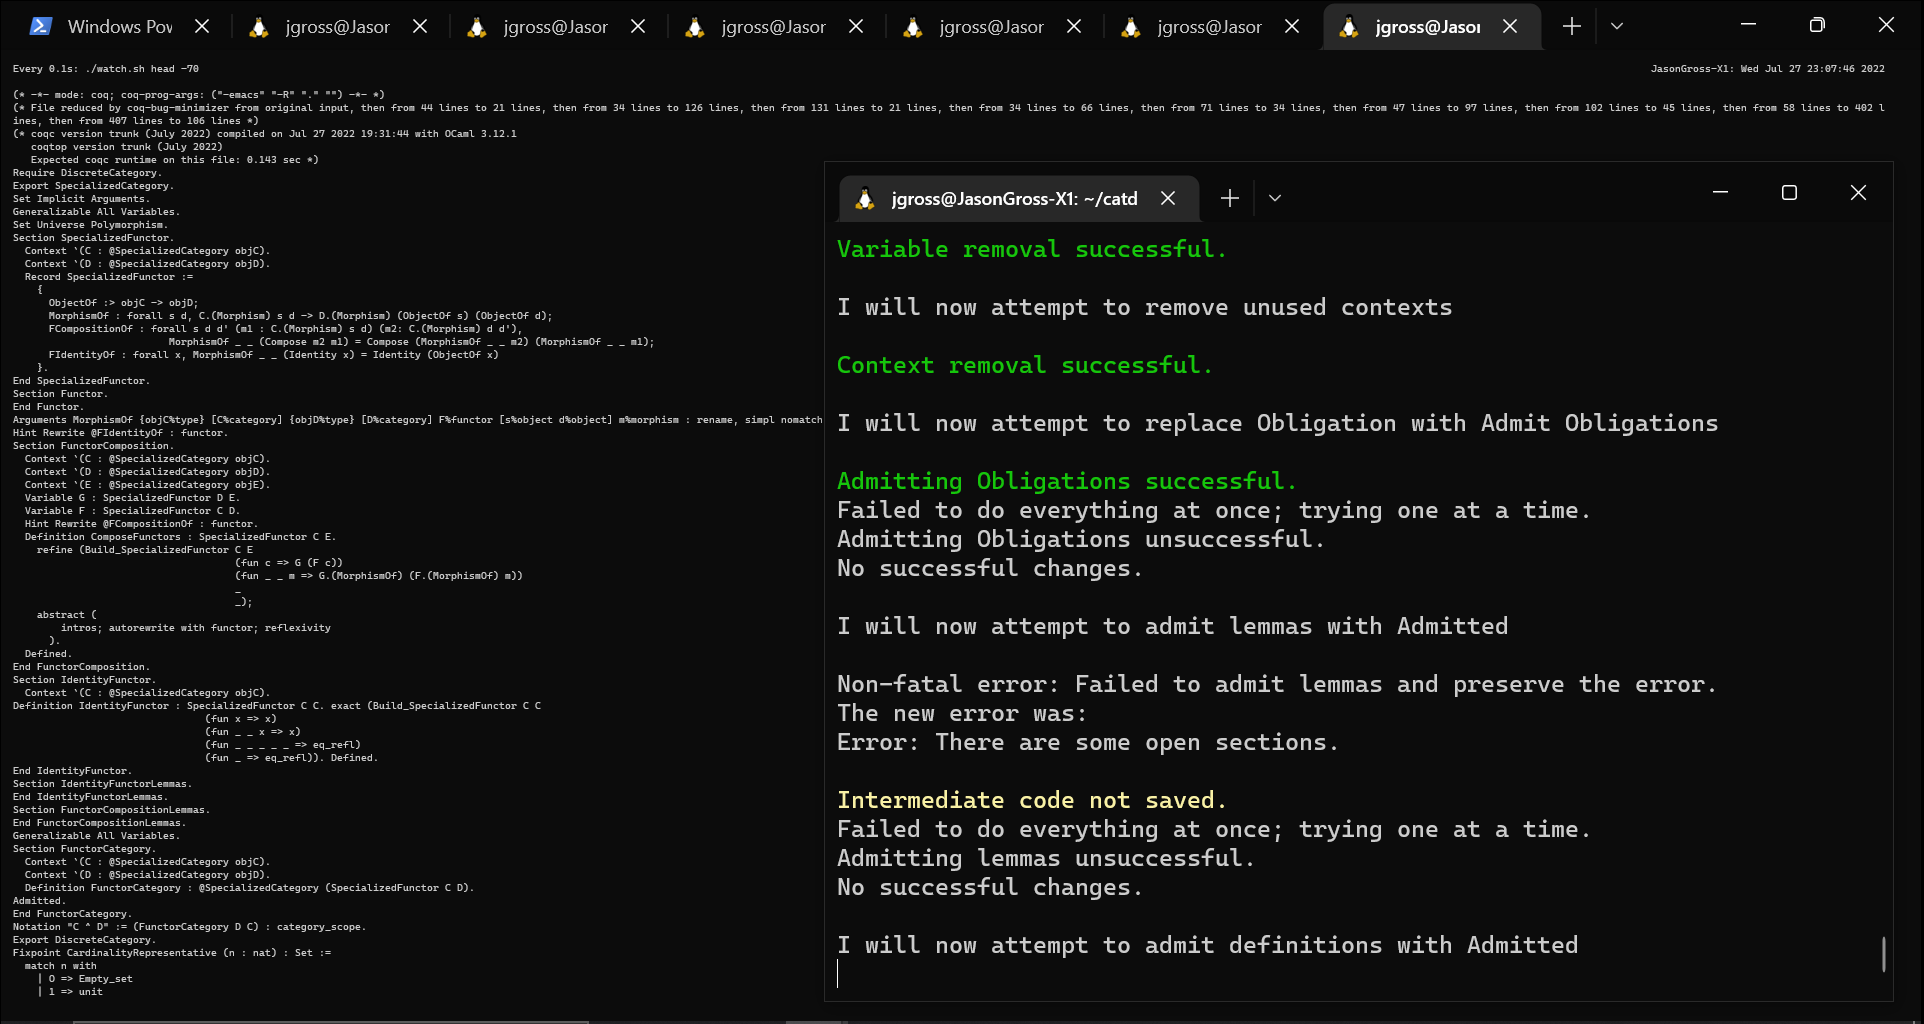 Windows Pov
jgross@Jasor
jgross@Jasor
jgross@Jasor
jgross@Jasor
jgross@Jasor
jgross@Jasor
Every 0.1s: ./watch.sh head -70
JasonGross-X1: Wed Jul 27 23:07:46 2022
(* -*- mode: coq; coq-prog-args: ("-emacs" "-R" "." "") -*- *)
(* File reduced by coq-bug-minimizer from original input, then from 44 lines to 21 lines, then from 34 lines to 126 lines, then from 131 lines to 21 lines, then from 34 lines to 66 lines, then from 71 lines to 34 lines, then from 47 lines to 97 lines, then from 102 lines to 45 lines, then from 58 lines to 402 l
ines, then from 407 lines to 106 lines *)
(* coqc version trunk (July 2022) compiled on Jul 27 2022 19:31:44 with OCaml 3.12.1
coqtop version trunk (July 2022)
Expected coqc runtime on this file: 0.143 sec *)
Require DiscreteCategory.
Export SpecializedCategory.
Set Implicit Arguments.
Generalizable All Variables.
Set Universe Polymorphism.
Section SpecializedFunctor.
Context `(C : @SpecializedCategory objC).
Context `(D : @SpecializedCategory objD).
Record SpecializedFunctor :=
{
ObjectOf :> objC -> objD;
MorphismOf : forall s d, C.(Morphism) s d -> D.(Morphism) (ObjectOf s) (ObjectOf d);
FCompositionOf : forall s d d' (m1 : C.(Morphism) s d) (m2: C.(Morphism) d d'),
MorphismOf _ _ (Compose m2 m1) = Compose (MorphismOf _ _ m2) (MorphismOf _ _ m1);
FIdentityOf : forall x, MorphismOf _ _ (Identity x) = Identity (ObjectOf x)
}.
End SpecializedFunctor.
Section Functor.
End Functor.
Arguments MorphismOf {objC%type} [C%category] {objD%type} [D%category] F%functor [s%object d%object] m%morphism : rename, simpl nomatch
Hint Rewrite @FIdentityOf : functor.
Section FunctorComposition.
Context `(C : @SpecializedCategory objC).
Context `(D : @SpecializedCategory objD).
Context `(E : @SpecializedCategory objE).
Variable G : SpecializedFunctor D E.
Variable F : SpecializedFunctor C D.
Hint Rewrite @FCompositionOf : functor.
Definition ComposeFunctors : SpecializedFunctor C E.
refine (Build_SpecializedFunctor C E
(fun c => G (F c))
(fun _ _ m => G.(MorphismOf) (F.(MorphismOf) m))
_
_);
abstract (
intros; autorewrite with functor; reflexivity
).
Defined.
End FunctorComposition.
Section IdentityFunctor.
Context `(C : @SpecializedCategory objC).
Definition IdentityFunctor : SpecializedFunctor C C. exact (Build_SpecializedFunctor C C
(fun x => x)
(fun _ _ x => x)
(fun _ _ _ _ _ => eq_refl)
(fun _ => eq_refl)). Defined.
End IdentityFunctor.
Section IdentityFunctorLemmas.
End IdentityFunctorLemmas.
Section FunctorCompositionLemmas.
End FunctorCompositionLemmas.
Generalizable All Variables.
Section FunctorCategory.
Context `(C : @SpecializedCategory objC).
Context `(D : @SpecializedCategory objD).
Definition FunctorCategory : @SpecializedCategory (SpecializedFunctor C D).
Admitted.
End FunctorCategory.
Notation "C ^ D" := (FunctorCategory D C) : category_scope.
Export DiscreteCategory.
Fixpoint CardinalityRepresentative (n : nat) : Set :=
match n with
| O => Empty_set
| 1 => unit
jgross@JasonGross-X1: ~/catd
Variable removal successful.
I will now attempt to remove unused contexts
Context removal successful.
I will now attempt to replace Obligation with Admit Obligations
Admitting Obligations successful.
Failed to do everything at once; trying one at a time.
Admitting Obligations unsuccessful.
No successful changes.
I will now attempt to admit lemmas with Admitted
Non-fatal error: Failed to admit lemmas and preserve the error.
The new error was:
Error: There are some open sections.
Intermediate code not saved.
Failed to do everything at once; trying one at a time.
Admitting lemmas unsuccessful.
No successful changes.
I will now attempt to admit definitions with Admitted